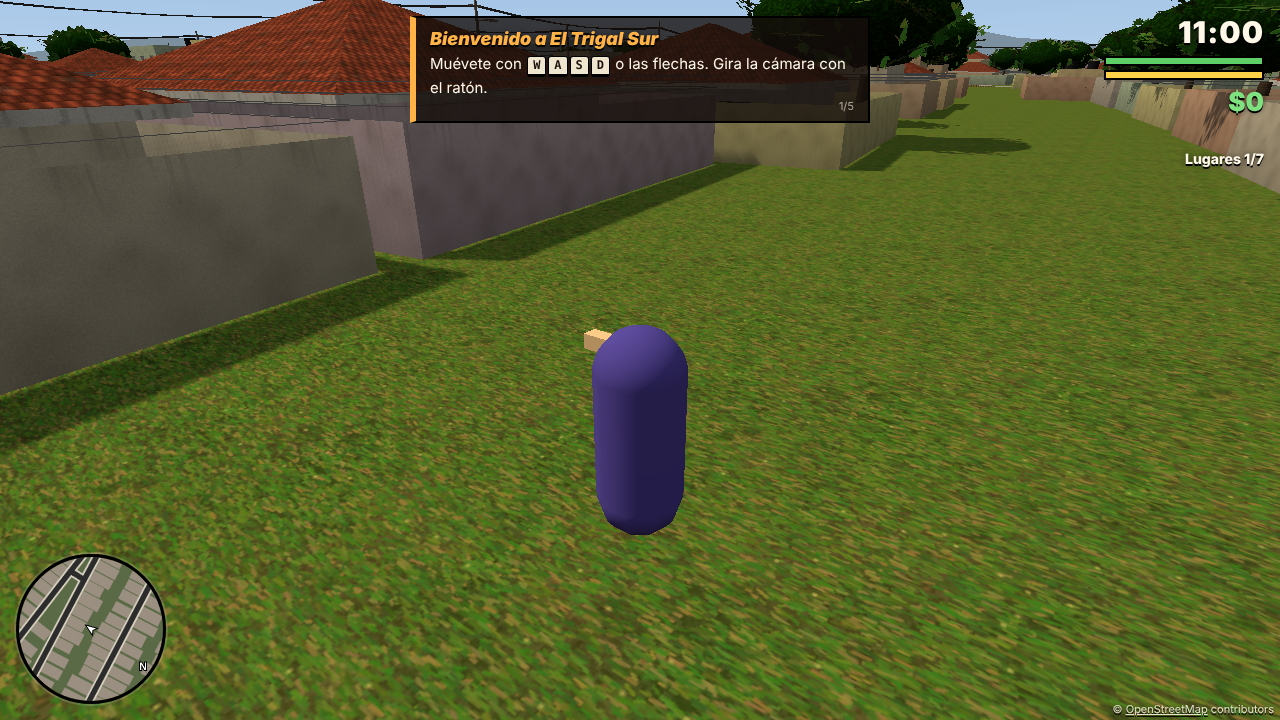 Bienvenido a El Trigal Sur
Muévete con W A S D o las flechas. Gira la cámara con
el ratón.
1/5
11:00
$0
Lugares 1/7
N
© OpenStreetMap contributors